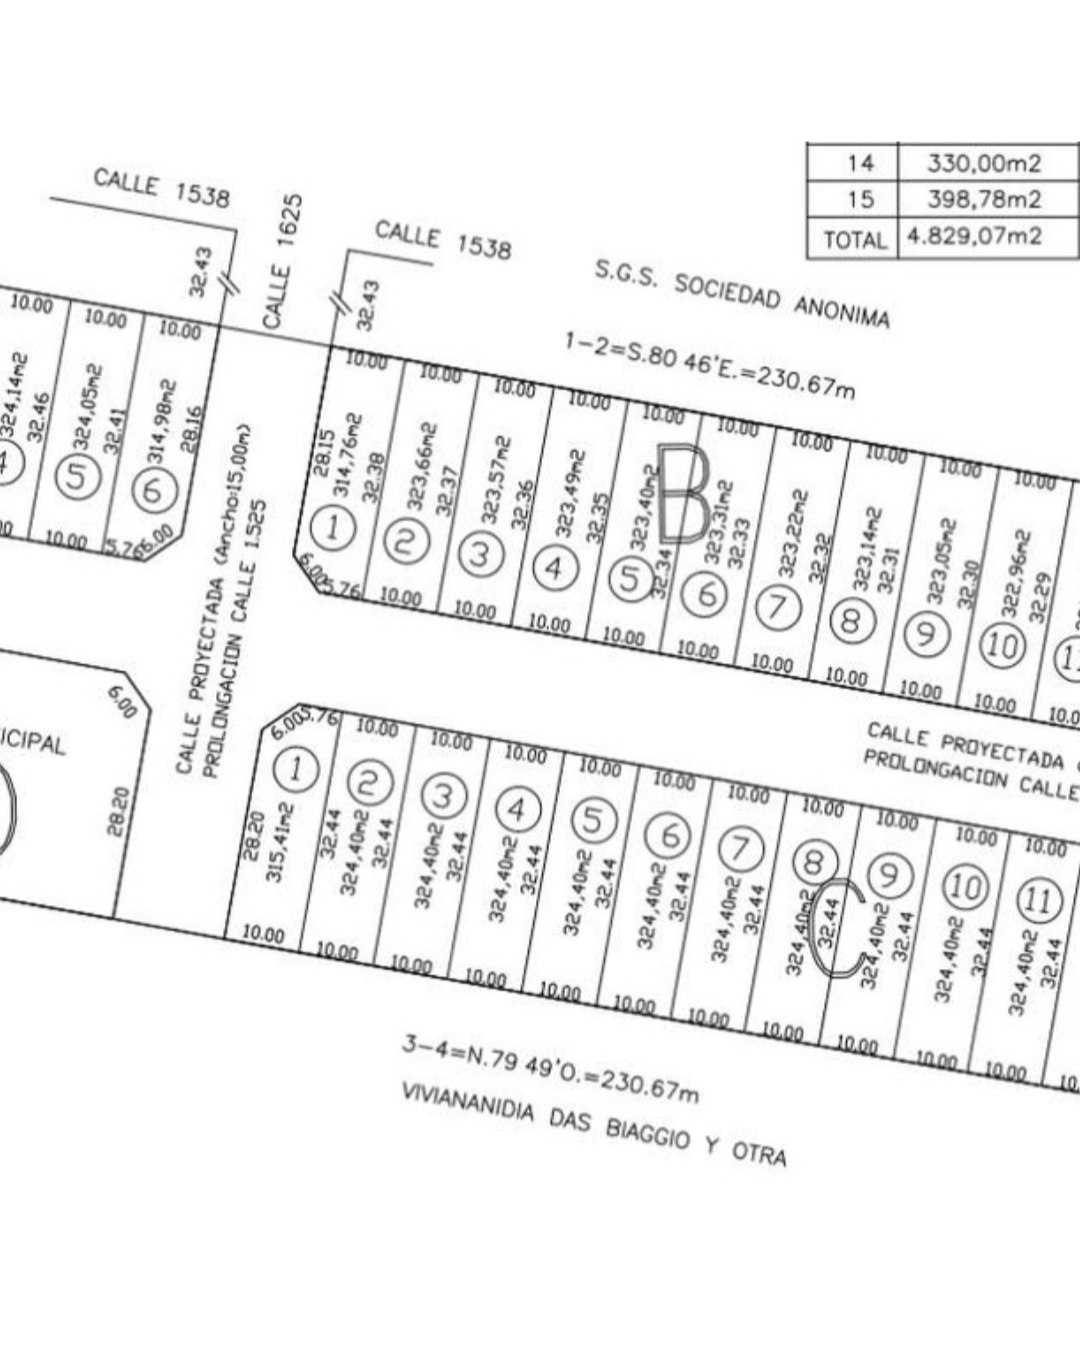 14 330,00m2
15 398,78m2
TOTAL 4.829,07m2
CALLE 1538
32.43
CALLE 1625
CALLE 1538
32.43
S.G.S. SOCIEDAD ANONIMA
1-2=S.80 46'E.=230.67m
10.00 10.00 10.00
324,14m2 32.46
5 324,05m2 32.41
6 314,98m2 28.16
4
10.00 5.76 6.00
CALLE PROYECTADA (Ancho:15,00m)
PROLONGACION CALLE 1.525
10.00 10.00 10.00 10.00 10.00 10.00 10.00 10.00 10.00 10.00
B
28.15 1 314,76m2 32.38
2 323,66m2 32.37
3 323,57m2 32.36
4 323,49m2 32.35
5 323,40m2 32.34
6 323,31m2 32.33
7 323,22m2 32.32
8 323,14m2 32.31
9 323,05m2 32.30
10 322,96m2 32.29
6.00 5.76 10.00 10.00 10.00 10.00 10.00 10.00 10.00 10.00 10.00
CALLE PROYECTADA
PROLONGACION CALLE
6.00
ICIPAL
28.20
6.00 5.76 10.00 10.00 10.00 10.00 10.00 10.00 10.00 10.00 10.00 10.00
C
28.20 1 315,41m2 32.44
2 324,40m2 32.44
3 324,40m2 32.44
4 324,40m2 32.44
5 324,40m2 32.44
6 324,40m2 32.44
7 324,40m2 32.44
8 324,40m2 32.44
9 324,40m2 32.44
10 324,40m2 32.44
11 324,40m2 32.44
10.00 10.00 10.00 10.00 10.00 10.00 10.00 10.00 10.00 10.00 10.00
3-4=N.79 49'O.=230.67m
VIVIANANIDIA DAS BIAGGIO Y OTRA